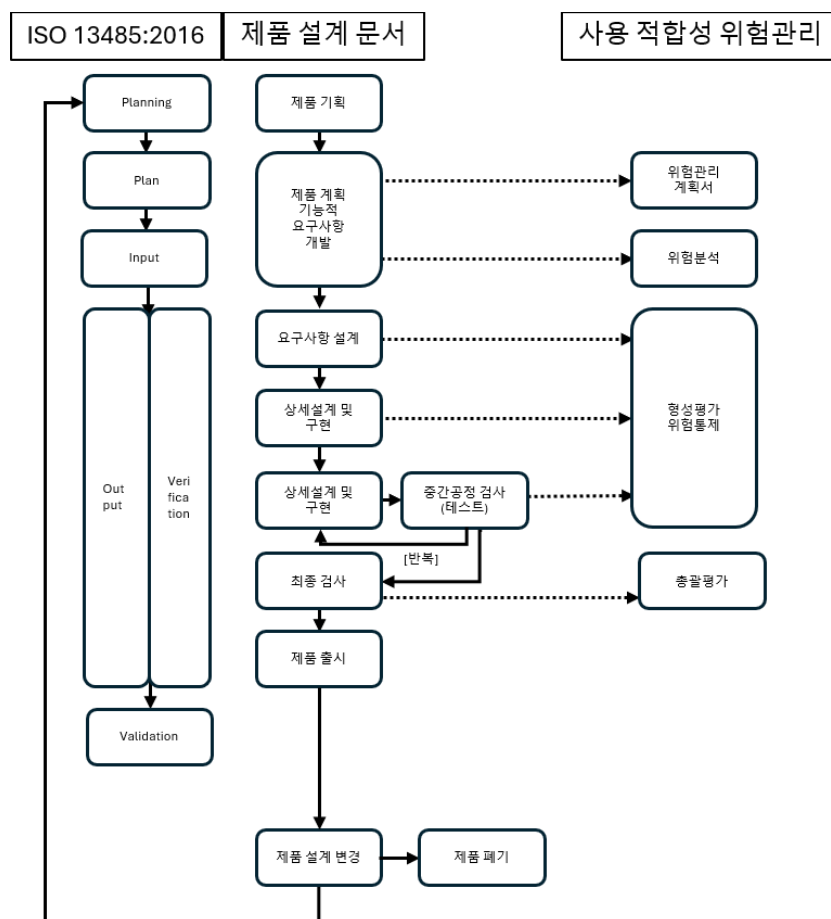 ISO 13485:2016
제품 설계 문서
사용 적합성 위험관리
Planning
제품 기획
Plan
제품 계획
기능적
요구사항
개발
위험관리
계획서
Input
위험분석
요구사항 설계
상세설계 및
구현
형성평가
위험통제
Out
put
Veri
fica
tion
상세설계 및
구현
중간공정 검사
(테스트)
[반복]
최종 검사
총괄평가
제품 출시
Validation
제품 설계 변경
제품 폐기